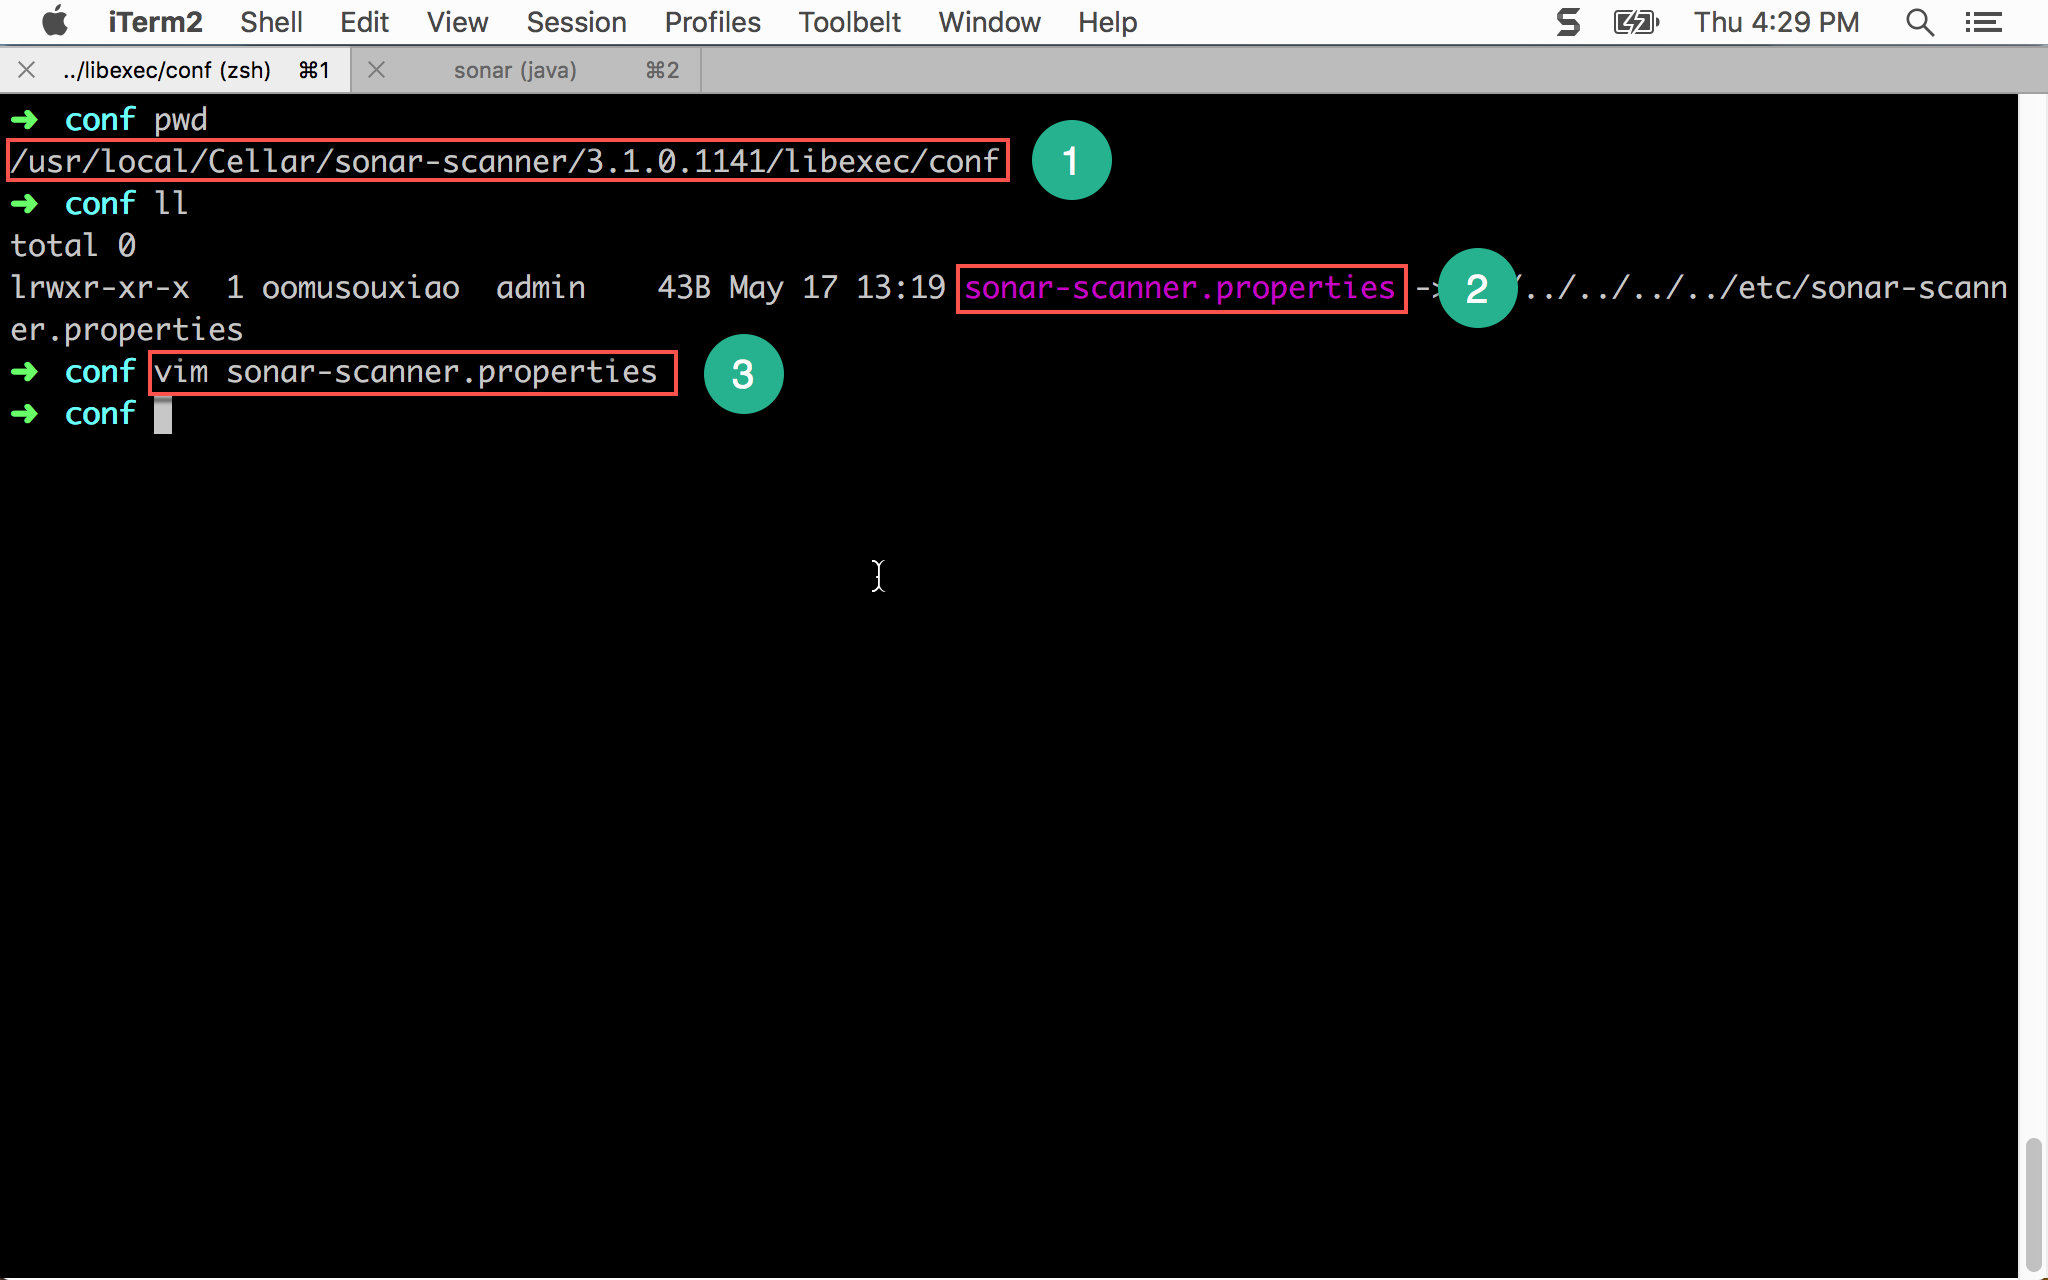 iTerm2 Shell Edit View Session Profiles Toolbelt Window Help Thu 4:29 PM
../libexec/conf (zsh) ⌘1 sonar (java) ⌘2
➜ conf pwd
/usr/local/Cellar/sonar-scanner/3.1.0.1141/libexec/conf 1
➜ conf ll
total 0
lrwxr-xr-x 1 oomusouxiao admin 43B May 17 13:19 sonar-scanner.properties -> 2 /../../../../etc/sonar-scann
er.properties
➜ conf vim sonar-scanner.properties 3
➜ conf